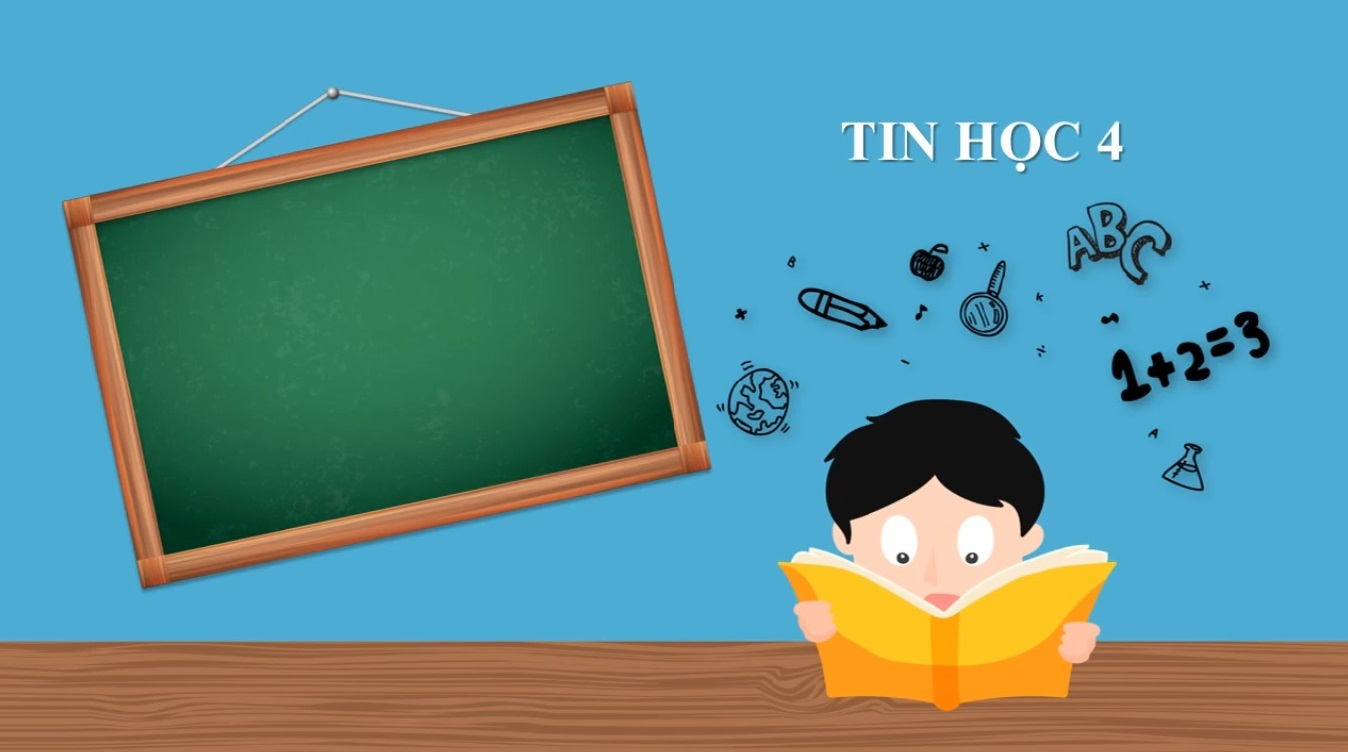 TIN HỌC 4
ABC
B
K
1+2=3
A